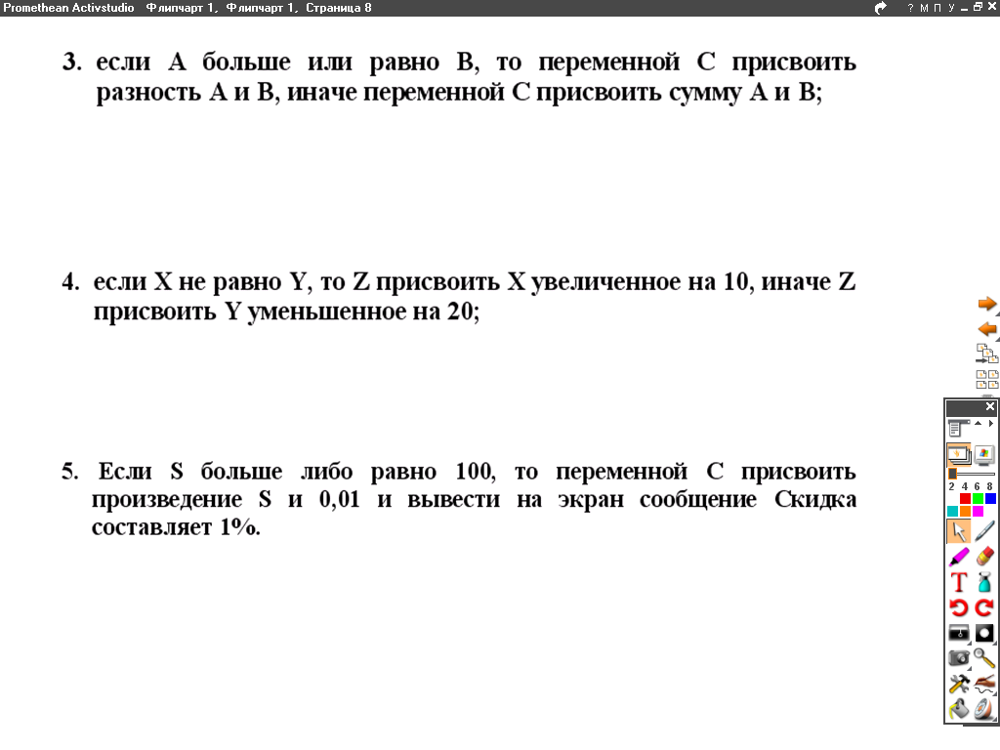 Promethean Activstudio Флипчарт 1, Флипчарт 1, Страница 8
? М П У
3. если A больше или равно B, то переменной C присвоить
разность A и B, иначе переменной C присвоить сумму A и B;
4. если X не равно Y, то Z присвоить X увеличенное на 10, иначе Z
присвоить Y уменьшенное на 20;
5. Если S больше либо равно 100, то переменной C присвоить
произведение S и 0,01 и вывести на экран сообщение Скидка
составляет 1%.
2 4 6 8
T